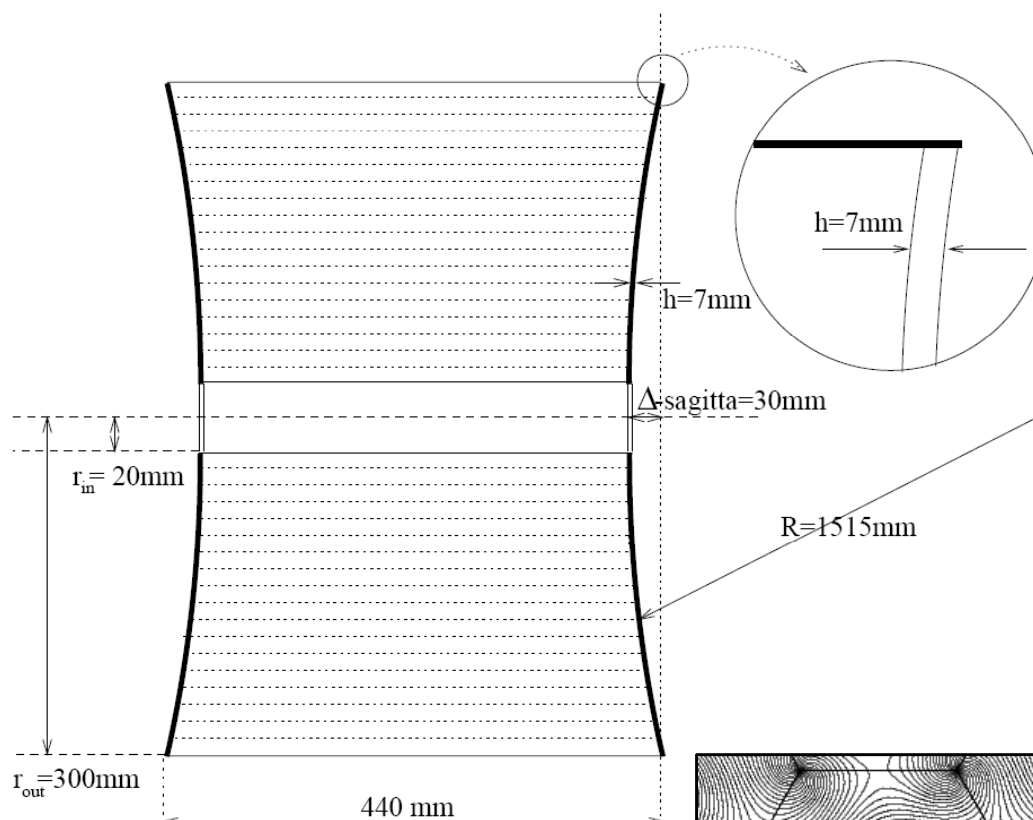 h=7mm
h=7mm
Δ-sagitta=30mm
r_in= 20mm
R=1515mm
r_out=300mm
440 mm